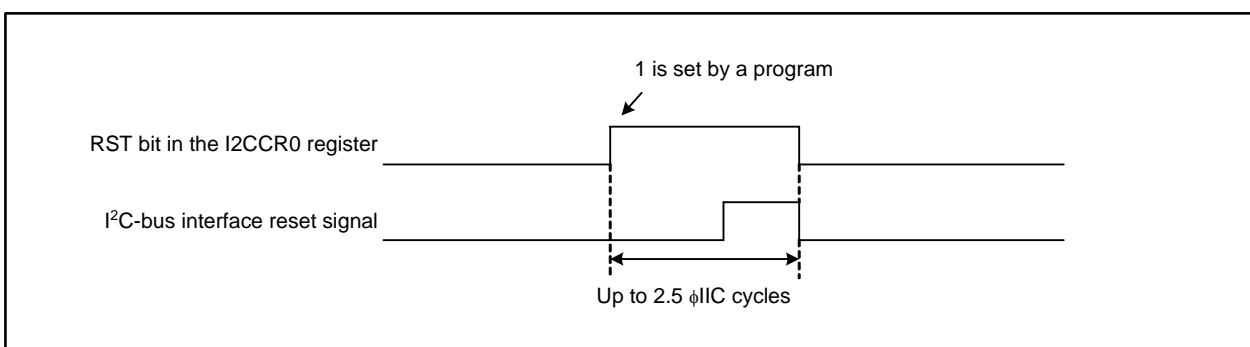 1 is set by a program
RST bit in the I2CCR0 register
I²C-bus interface reset signal
Up to 2.5 ϕIIC cycles